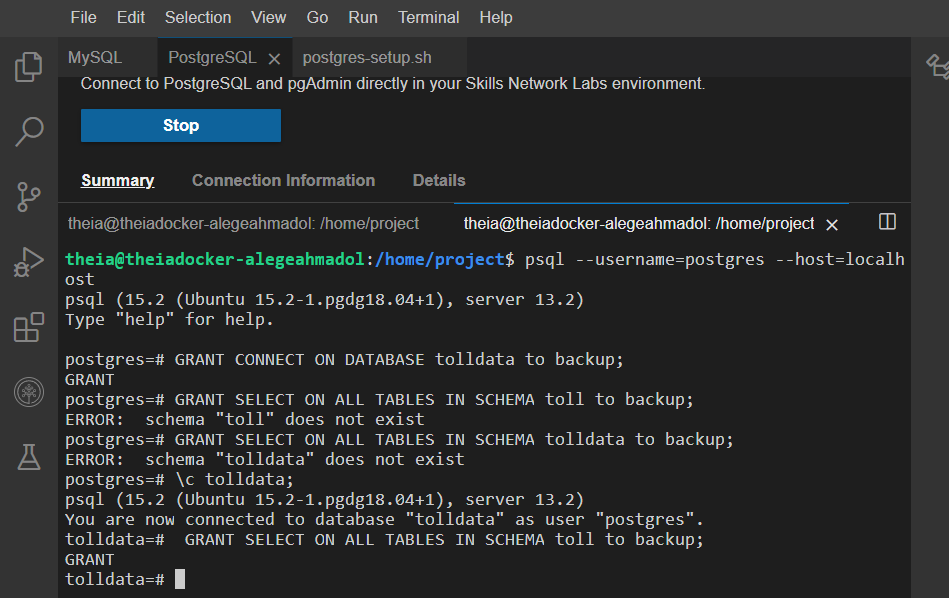 File Edit Selection View Go Run Terminal Help
MySQL PostgreSQL postgres-setup.sh
Connect to PostgreSQL and pgAdmin directly in your Skills Network Labs environment.
Stop
Summary Connection Information Details
theia@theiadocker-alegeahmadol: /home/project theia@theiadocker-alegeahmadol: /home/project
theia@theiadocker-alegeahmadol:/home/project$ psql --username=postgres --host=localh
ost
psql (15.2 (Ubuntu 15.2-1.pgdg18.04+1), server 13.2)
Type "help" for help.
postgres=# GRANT CONNECT ON DATABASE tolldata to backup;
GRANT
postgres=# GRANT SELECT ON ALL TABLES IN SCHEMA toll to backup;
ERROR:  schema "toll" does not exist
postgres=# GRANT SELECT ON ALL TABLES IN SCHEMA tolldata to backup;
ERROR:  schema "tolldata" does not exist
postgres=# \c tolldata;
psql (15.2 (Ubuntu 15.2-1.pgdg18.04+1), server 13.2)
You are now connected to database "tolldata" as user "postgres".
tolldata=#  GRANT SELECT ON ALL TABLES IN SCHEMA toll to backup;
GRANT
tolldata=#